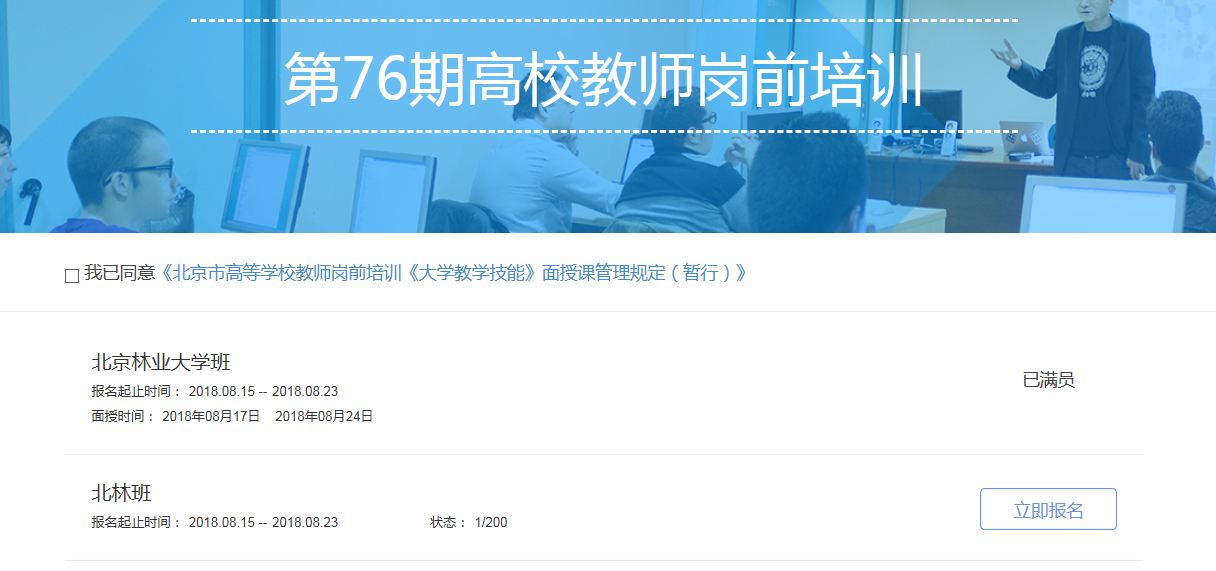 第76期高校教师岗前培训
我已同意《北京市高等学校教师岗前培训《大学教学技能》面授课管理规定（暂行）》
北京林业大学班
报名起止时间： 2018.08.15 -- 2018.08.23
已满员
面授时间： 2018年08月17日 2018年08月24日
北林班
报名起止时间： 2018.08.15 -- 2018.08.23 状态： 1/200
立即报名